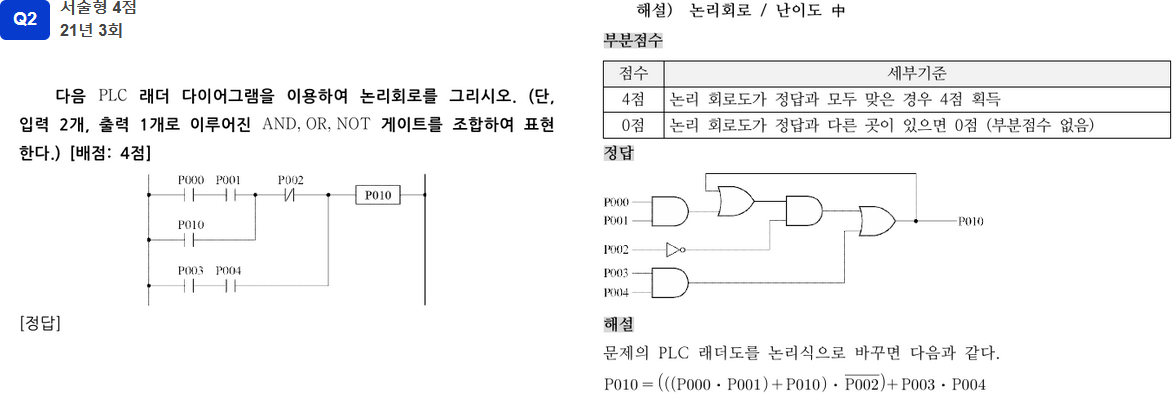 Q2
서술형 4점
21년 3회
다음 PLC 래더 다이어그램을 이용하여 논리회로를 그리시오. (단,
입력 2개, 출력 1개로 이루어진 AND, OR, NOT 게이트를 조합하여 표현
한다.) [배점: 4점]
P000 P001 P002
P010
P010
P003 P004
[정답]
해설) 논리회로 / 난이도 中
부분점수
점수 세부기준
4점 논리 회로도가 정답과 모두 맞은 경우 4점 획득
0점 논리 회로도가 정답과 다른 곳이 있으면 0점 (부분점수 없음)
정답
P000
P001
P010
P002
P003
P004
해설
문제의 PLC 래더도를 논리식으로 바꾸면 다음과 같다.
P010 = (((P000 · P001) + P010) · P̅0̅0̅2̅) + P003 · P004